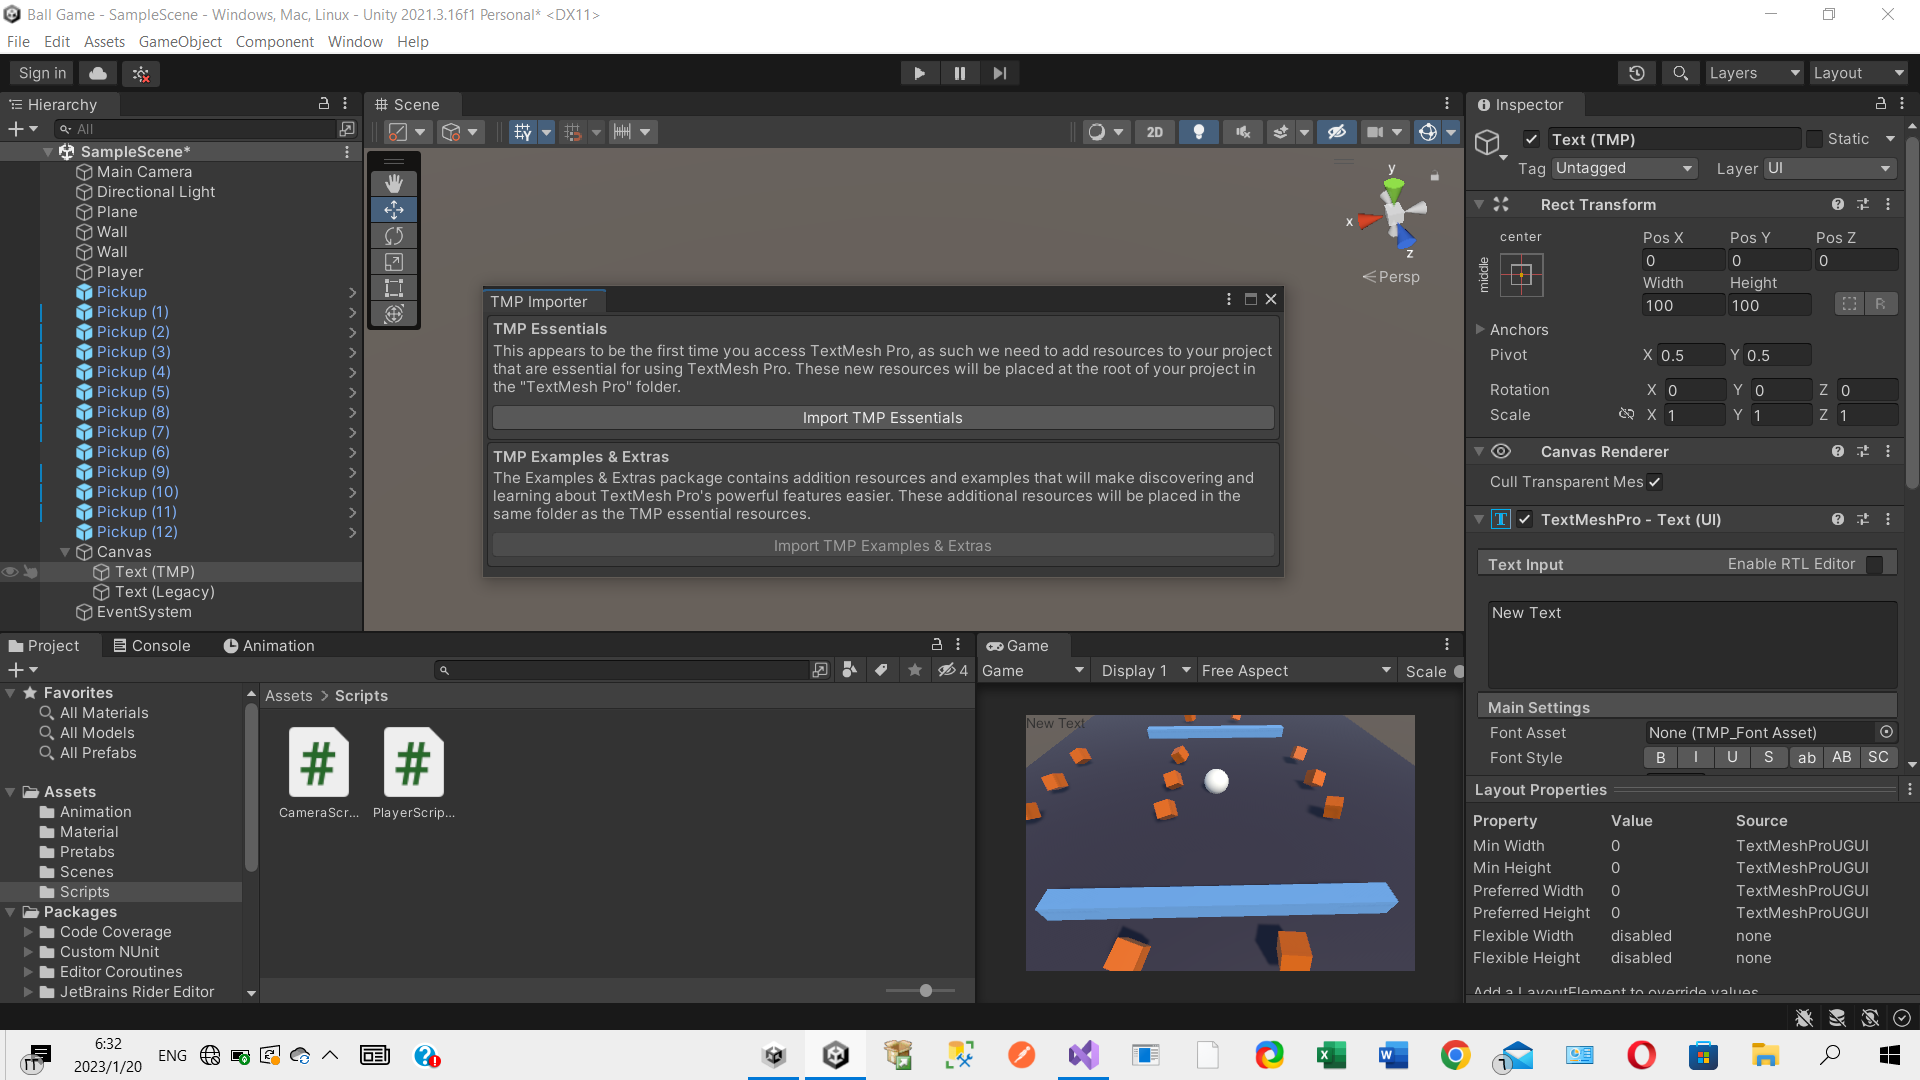 Ball Game - SampleScene - Windows, Mac, Linux - Unity 2021.3.16f1 Personal* <DX11>
File Edit Assets GameObject Component Window Help
Sign in
Layers
Layout
Hierarchy
All
SampleScene*
Main Camera
Directional Light
Plane
Wall
Wall
Player
Pickup
Pickup (1)
Pickup (2)
Pickup (3)
Pickup (4)
Pickup (5)
Pickup (8)
Pickup (7)
Pickup (6)
Pickup (9)
Pickup (10)
Pickup (11)
Pickup (12)
Canvas
Text (TMP)
Text (Legacy)
EventSystem
Scene
2D
y
x
z
Persp
TMP Importer
TMP Essentials
This appears to be the first time you access TextMesh Pro, as such we need to add resources to your project
that are essential for using TextMesh Pro. These new resources will be placed at the root of your project in
the "TextMesh Pro" folder.
Import TMP Essentials
TMP Examples & Extras
The Examples & Extras package contains addition resources and examples that will make discovering and
learning about TextMesh Pro's powerful features easier. These additional resources will be placed in the
same folder as the TMP essential resources.
Import TMP Examples & Extras
Inspector
Text (TMP)
Static
Tag Untagged Layer UI
Rect Transform
center
middle
Pos X Pos Y Pos Z
0 0 0
Width Height
100 100
R
Anchors
Pivot X 0.5 Y 0.5
Rotation X 0 Y 0 Z 0
Scale X 1 Y 1 Z 1
Canvas Renderer
Cull Transparent Mes
TextMeshPro - Text (UI)
Text Input Enable RTL Editor
New Text
Main Settings
Font Asset None (TMP_Font Asset)
Font Style B I U S ab AB SC
Layout Properties
Property Value Source
Min Width 0 TextMeshProUGUI
Min Height 0 TextMeshProUGUI
Preferred Width 0 TextMeshProUGUI
Preferred Height 0 TextMeshProUGUI
Flexible Width disabled none
Flexible Height disabled none
Add a LayoutElement to override values
Project Console Animation
4
Favorites
All Materials
All Models
All Prefabs
Assets
Animation
Material
Pretabs
Scenes
Scripts
Packages
Code Coverage
Custom NUnit
Editor Coroutines
JetBrains Rider Editor
Assets > Scripts
CameraScr... PlayerScrip...
Game
Game Display 1 Free Aspect Scale
New Text
6:32
2023/1/20
ENG